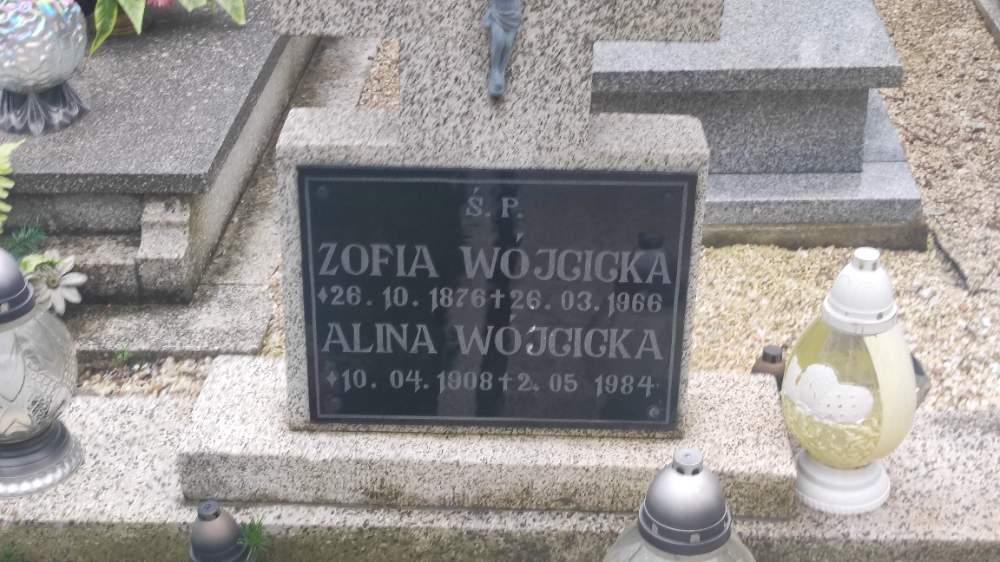 Ś. P.
ZOFIA WÓJCICKA
*26. 10. 1876 ✝ 26. 03. 1966
ALINA WÓJCICKA
*10. 04. 1908 ✝ 2. 05 1984